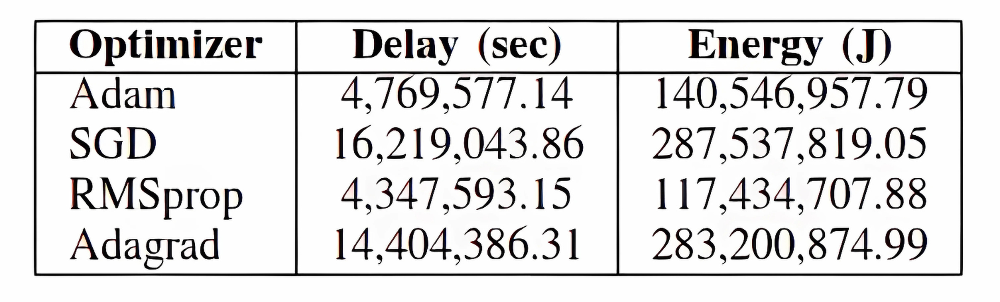 Optimizer Delay (sec) Energy (J)
Adam 4,769,577.14 140,546,957.79
SGD 16,219,043.86 287,537,819.05
RMSprop 4,347,593.15 117,434,707.88
Adagrad 14,404,386.31 283,200,874.99